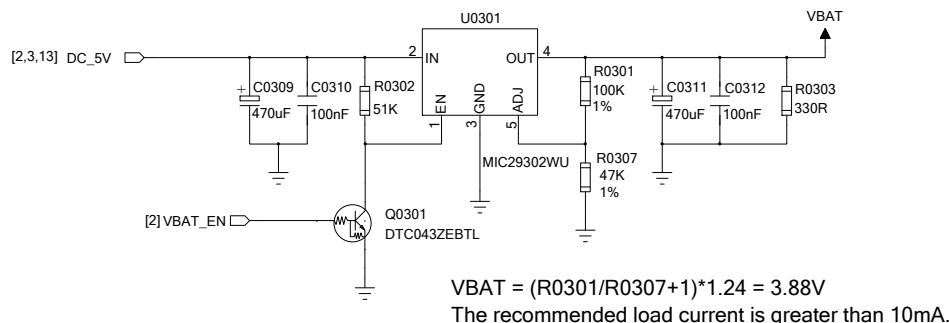 U0301
VBAT
[2,3,13] DC_5V
2
IN
OUT
4
EN
GND
ADJ
1
3
5
MIC29302WU
C0309
+
470uF
C0310
100nF
R0302
51K
R0301
100K
1%
R0307
47K
1%
C0311
+
470uF
C0312
100nF
R0303
330R
[2] VBAT_EN
Q0301
DTC043ZEBTL
VBAT = (R0301/R0307+1)*1.24 = 3.88V
The recommended load current is greater than 10mA.